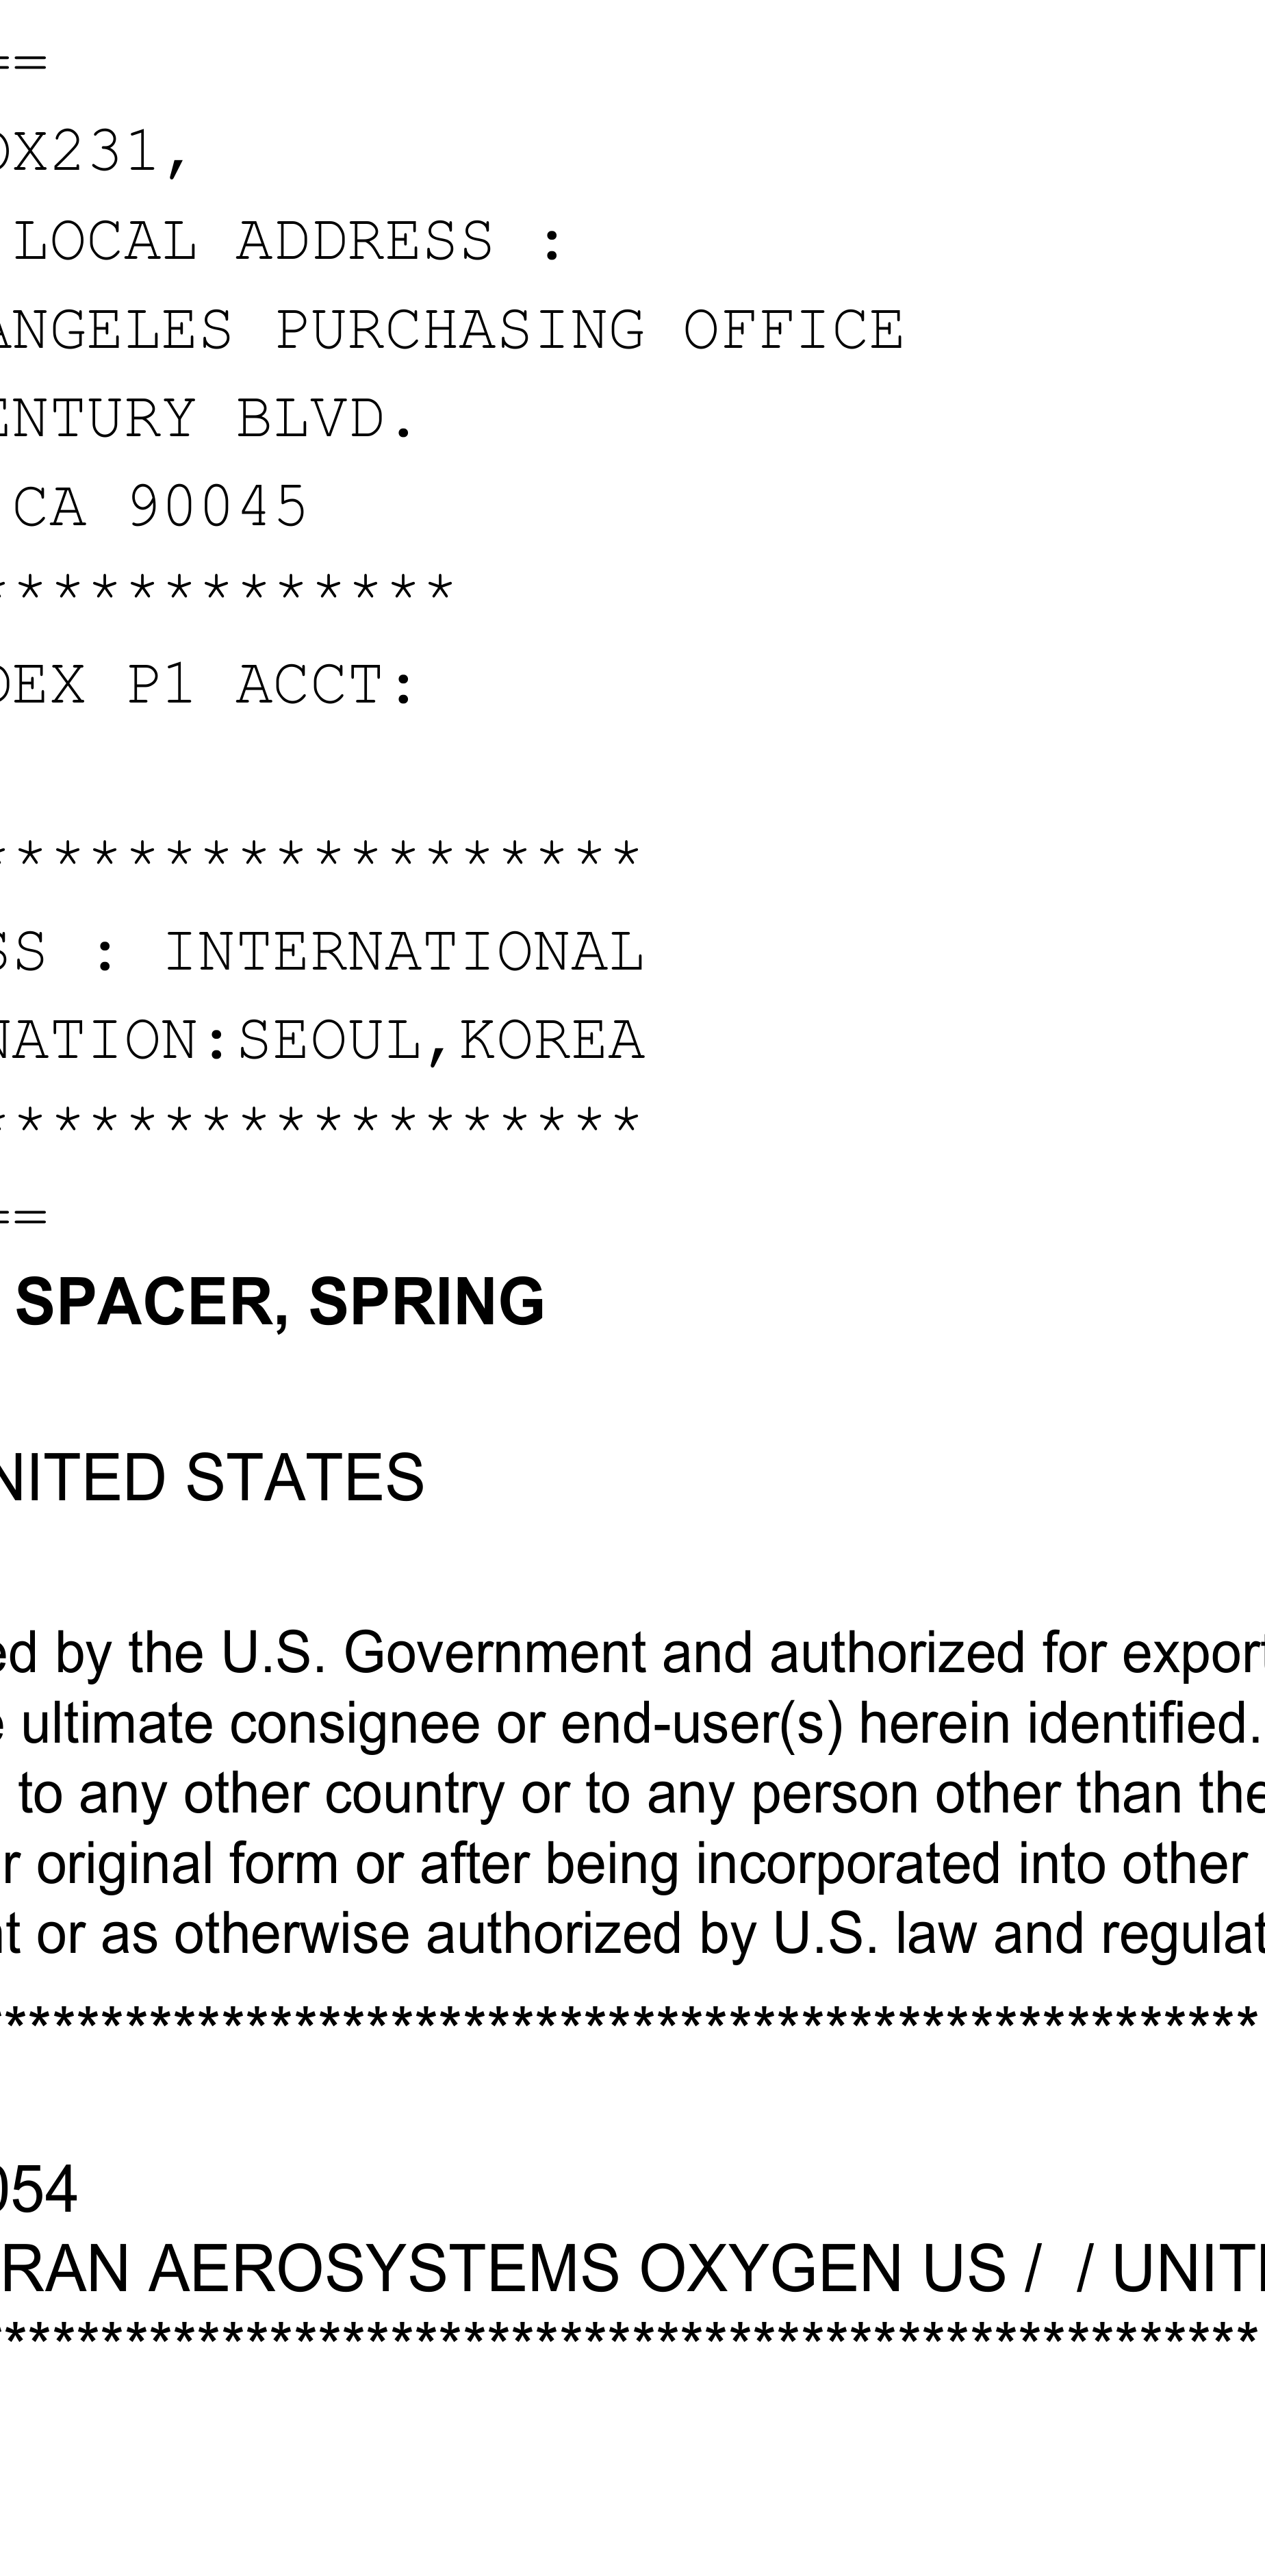 ==
OX231,
LOCAL ADDRESS :
ANGELES PURCHASING OFFICE
ENTURY BLVD.
CA 90045
*************
DEX P1 ACCT:
******************
SS : INTERNATIONAL
NATION:SEOUL,KOREA
******************
==
SPACER, SPRING
NITED STATES
ed by the U.S. Government and authorized for export
e ultimate consignee or end-user(s) herein identified.
to any other country or to any person other than the
r original form or after being incorporated into other
nt or as otherwise authorized by U.S. law and regulat
****************************************************
054
RAN AEROSYSTEMS OXYGEN US / / UNITE
****************************************************